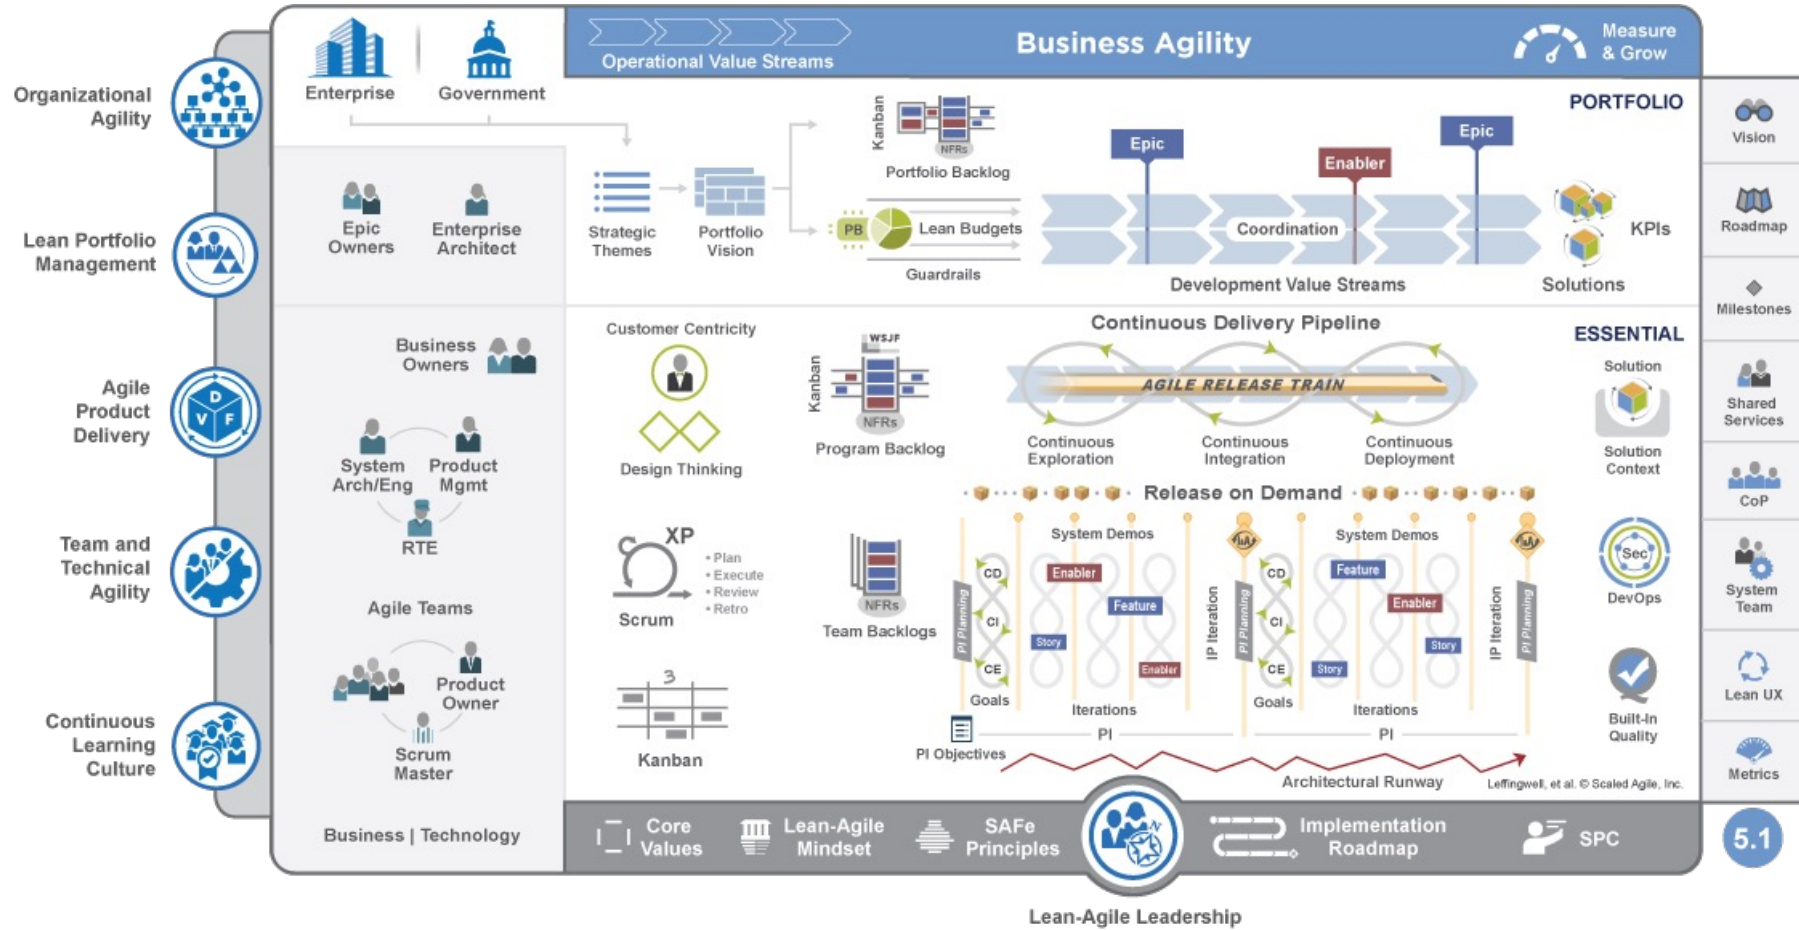 Organizational
Agility
Lean Portfolio
Management
Agile
Product
Delivery
D
V F
Team and
Technical
Agility
Continuous
Learning
Culture
Enterprise
Government
Operational Value Streams
Business Agility
Measure
& Grow
PORTFOLIO
Epic
Owners
Enterprise
Architect
Strategic
Themes
Portfolio
Vision
Kanban
NFRs
Portfolio Backlog
PB
Lean Budgets
Guardrails
Epic
Enabler
Epic
Coordination
Development Value Streams
KPIs
Solutions
ESSENTIAL
Business
Owners
System
Arch/Eng
Product
Mgmt
RTE
Agile Teams
Product
Owner
Scrum
Master
Business | Technology
Customer Centricity
Design Thinking
XP
• Plan
• Execute
• Review
• Retro
Scrum
3
Kanban
WSJF
Kanban
NFRs
Program Backlog
NFRs
Team Backlogs
Continuous Delivery Pipeline
AGILE RELEASE TRAIN
Continuous
Exploration
Continuous
Integration
Continuous
Deployment
Release on Demand
System Demos
System Demos
PI Planning
CD
CI
CE
Goals
Enabler
Feature
Story
Enabler
Iterations
IP Iteration
I&A
PI Planning
CD
CI
CE
Goals
Feature
Enabler
Story
Story
Iterations
IP Iteration
I&A
PI Planning
PI Objectives
PI
PI
Architectural Runway
Leffingwell, et al. © Scaled Agile, Inc.
Solution
Solution
Context
Sec
DevOps
Built-In
Quality
Vision
Roadmap
Milestones
Shared
Services
CoP
System
Team
Lean UX
Metrics
5.1
Core
Values
Lean-Agile
Mindset
SAFe
Principles
N
Implementation
Roadmap
SPC
Lean-Agile Leadership